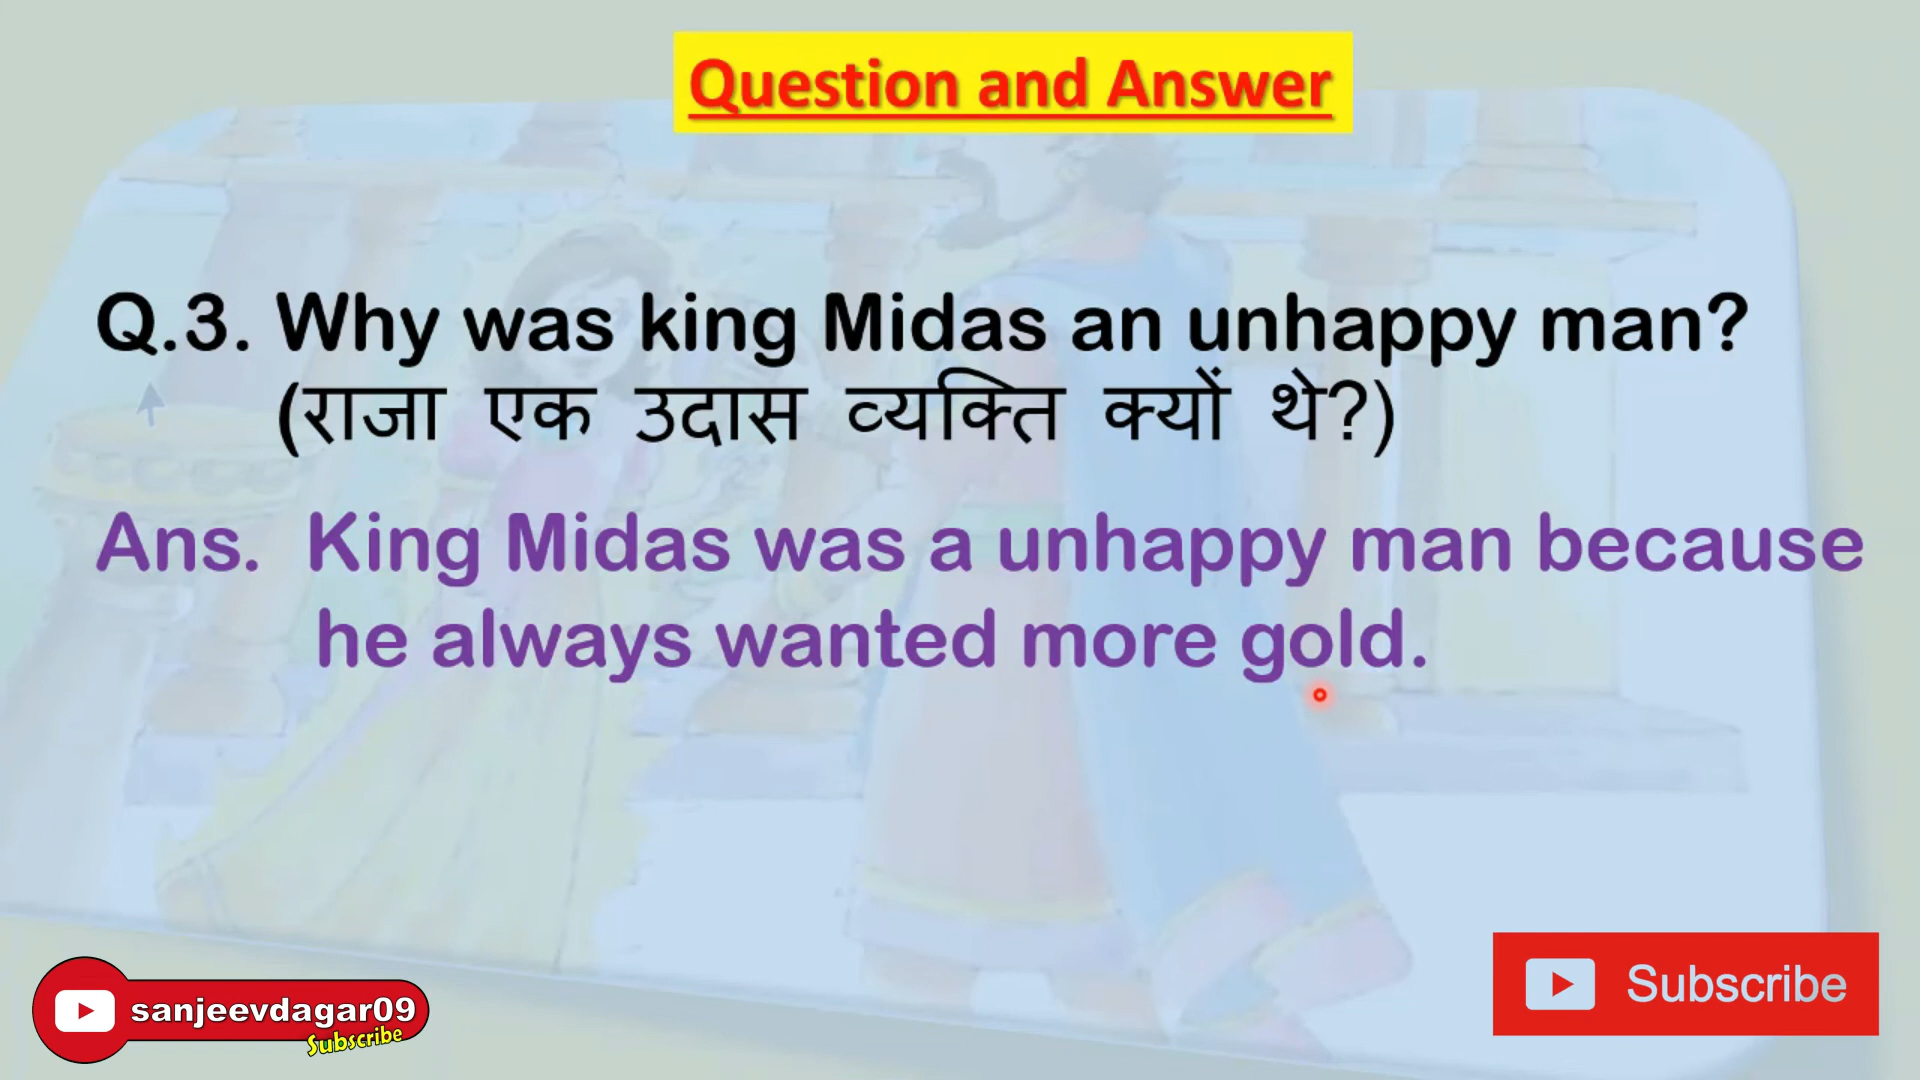 Question and Answer
Q.3. Why was king Midas an unhappy man?
(राजा एक उदास व्यक्ति क्यों थे?)
Ans. King Midas was a unhappy man because
he always wanted more gold.
sanjeevdagar09
Subscribe
Subscribe